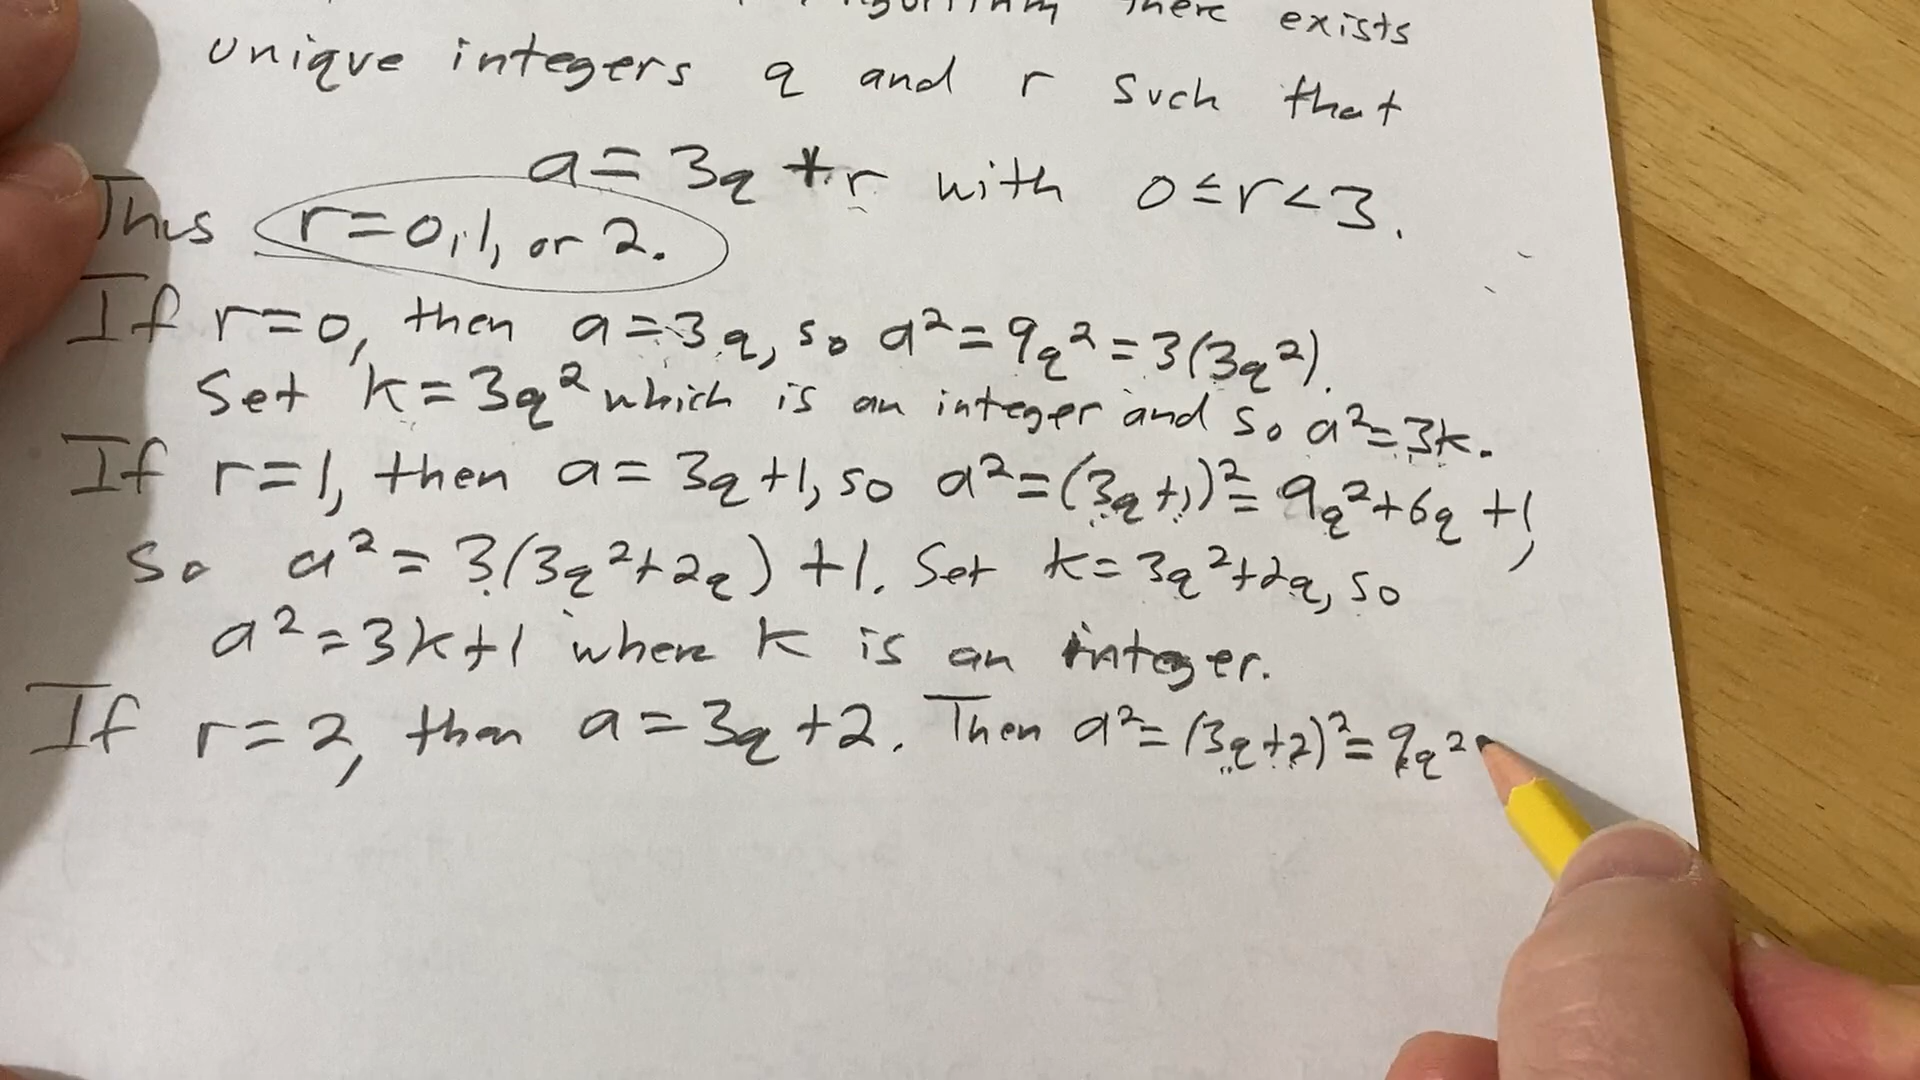 there exists
unique integers q and r such that
a = 3q + r with 0 ≤ r < 3.
Thus r = 0, 1, or 2.
If r = 0, then a = 3q, so a² = 9q² = 3(3q²).
Set k = 3q² which is an integer and so a² = 3k.
If r = 1, then a = 3q + 1, so a² = (3q + 1)² = 9q² + 6q + 1,
So a² = 3(3q² + 2q) + 1. Set k = 3q² + 2q, so
a² = 3k + 1 where k is an integer.
If r = 2, then a = 3q + 2. Then a² = (3q + 2)² = 9q²